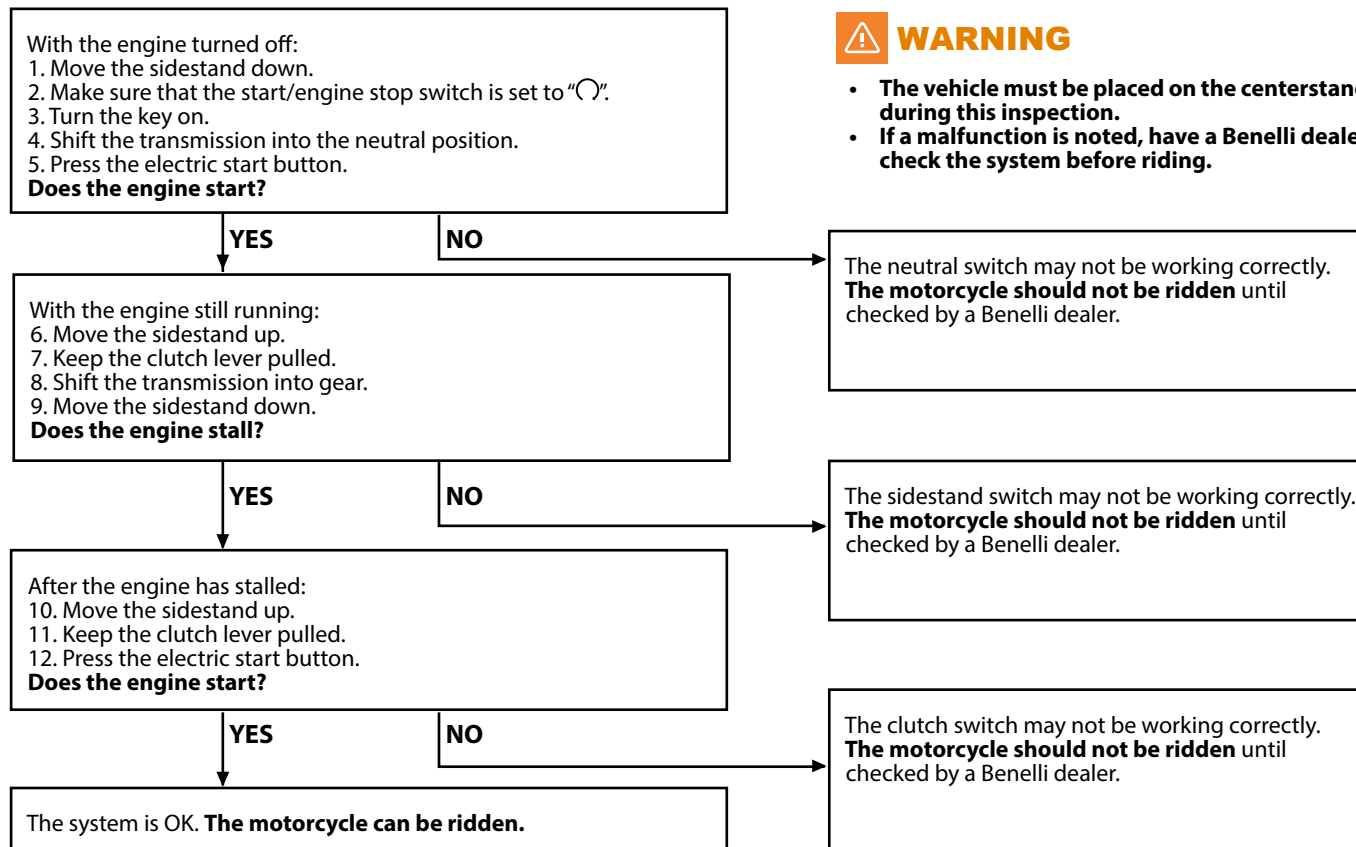 With the engine turned off:
1. Move the sidestand down.
2. Make sure that the start/engine stop switch is set to “ ”.
3. Turn the key on.
4. Shift the transmission into the neutral position.
5. Press the electric start button.
Does the engine start?
WARNING
• The vehicle must be placed on the centerstand
during this inspection.
• If a malfunction is noted, have a Benelli deale
check the system before riding.
YES
NO
The neutral switch may not be working correctly.
The motorcycle should not be ridden until
checked by a Benelli dealer.
With the engine still running:
6. Move the sidestand up.
7. Keep the clutch lever pulled.
8. Shift the transmission into gear.
9. Move the sidestand down.
Does the engine stall?
YES
NO
The sidestand switch may not be working correctly.
The motorcycle should not be ridden until
checked by a Benelli dealer.
After the engine has stalled:
10. Move the sidestand up.
11. Keep the clutch lever pulled.
12. Press the electric start button.
Does the engine start?
YES
NO
The clutch switch may not be working correctly.
The motorcycle should not be ridden until
checked by a Benelli dealer.
The system is OK. The motorcycle can be ridden.